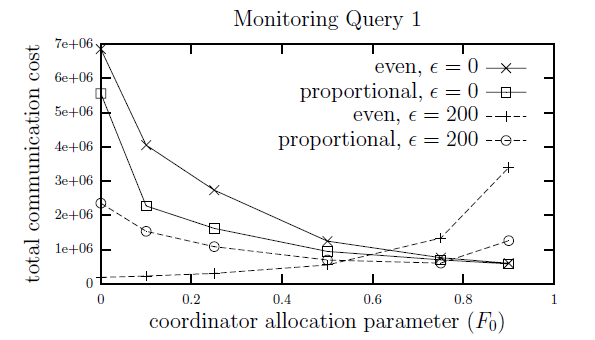 Monitoring Query 1
total communication cost
7e+06
6e+06
5e+06
4e+06
3e+06
2e+06
1e+06
0
even, ϵ = 0
proportional, ϵ = 0
even, ϵ = 200
proportional, ϵ = 200
0 0.2 0.4 0.6 0.8 1
coordinator allocation parameter (F₀)